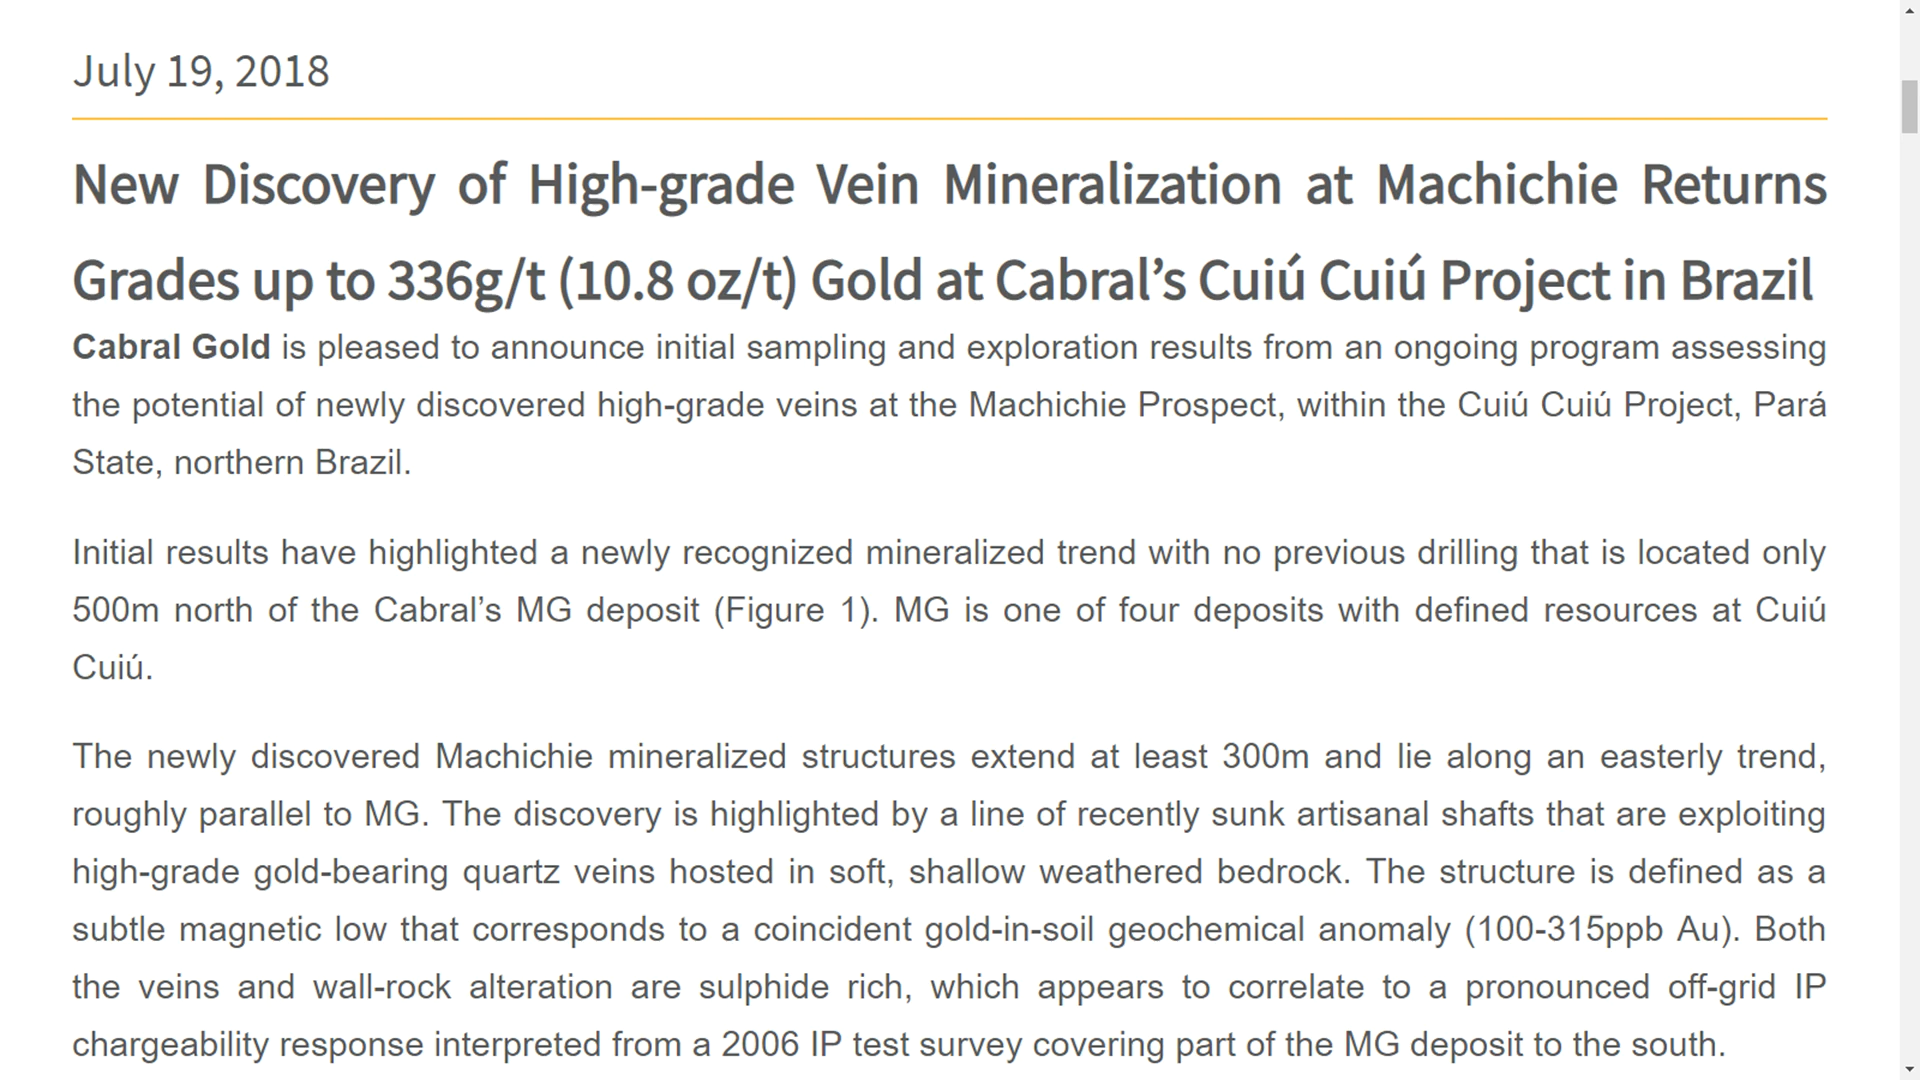 July 19, 2018
New Discovery of High-grade Vein Mineralization at Machichie Returns
Grades up to 336g/t (10.8 oz/t) Gold at Cabral’s Cuiú Cuiú Project in Brazil
Cabral Gold is pleased to announce initial sampling and exploration results from an ongoing program assessing
the potential of newly discovered high-grade veins at the Machichie Prospect, within the Cuiú Cuiú Project, Pará
State, northern Brazil.
Initial results have highlighted a newly recognized mineralized trend with no previous drilling that is located only
500m north of the Cabral’s MG deposit (Figure 1). MG is one of four deposits with defined resources at Cuiú
Cuiú.
The newly discovered Machichie mineralized structures extend at least 300m and lie along an easterly trend,
roughly parallel to MG. The discovery is highlighted by a line of recently sunk artisanal shafts that are exploiting
high-grade gold-bearing quartz veins hosted in soft, shallow weathered bedrock. The structure is defined as a
subtle magnetic low that corresponds to a coincident gold-in-soil geochemical anomaly (100-315ppb Au). Both
the veins and wall-rock alteration are sulphide rich, which appears to correlate to a pronounced off-grid IP
chargeability response interpreted from a 2006 IP test survey covering part of the MG deposit to the south.